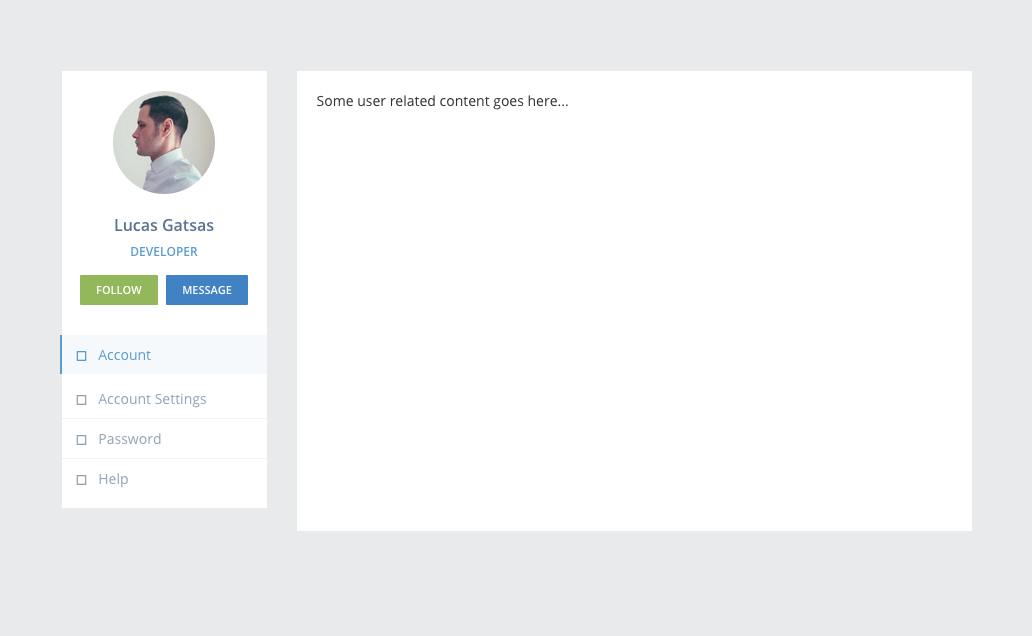 Lucas Gatsas
DEVELOPER
FOLLOW MESSAGE
Account
Account Settings
Password
Help
Some user related content goes here...